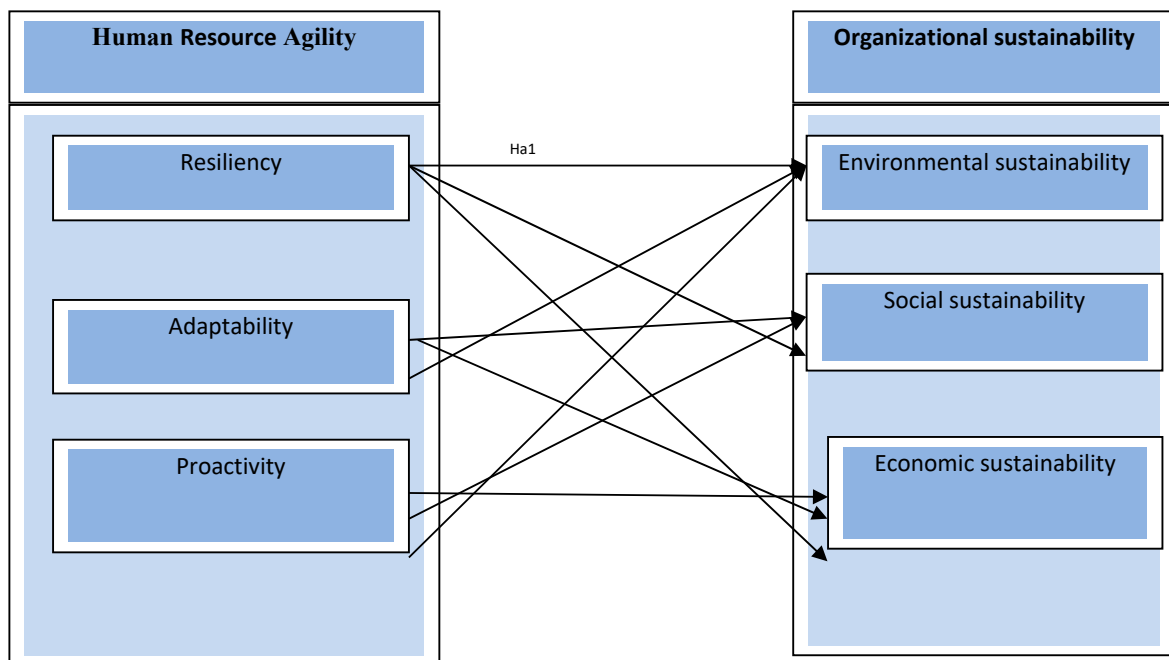 Human Resource Agility
Organizational sustainability
Resiliency
Ha1
Environmental sustainability
Adaptability
Social sustainability
Proactivity
Economic sustainability